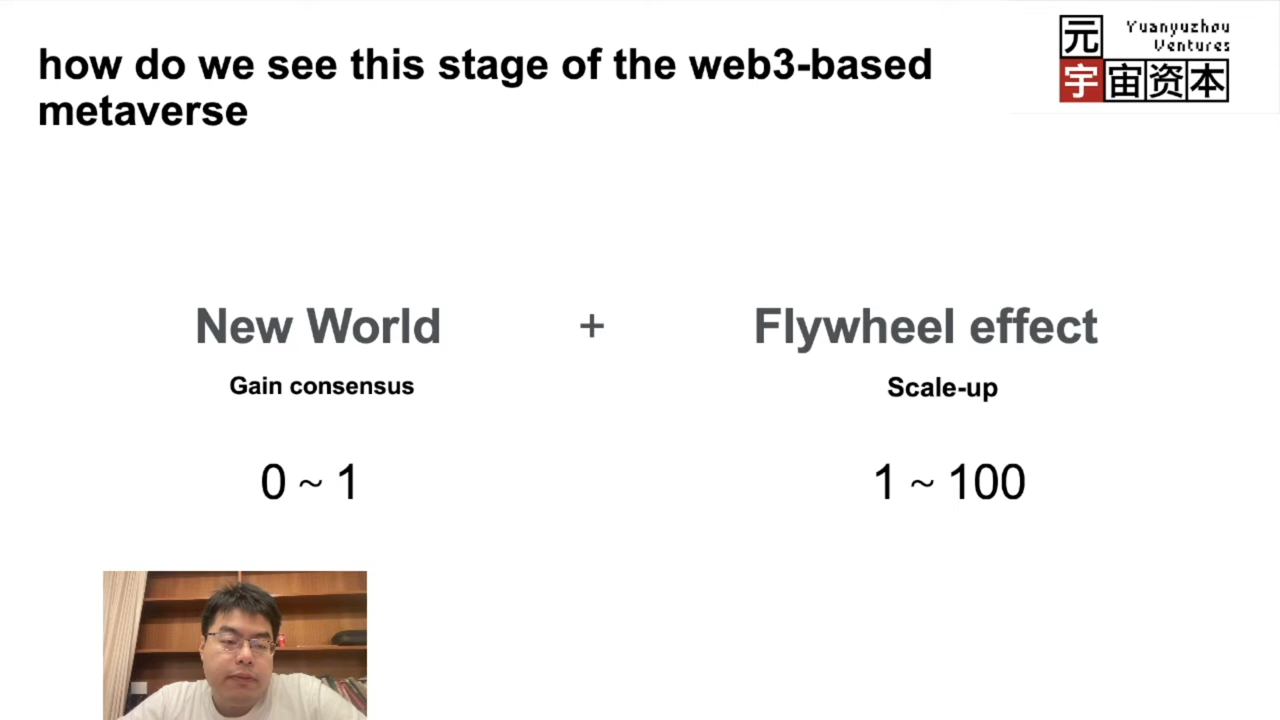 how do we see this stage of the web3-based
metaverse
元 Yuanyuzhou
Ventures
宇宙资本
New World + Flywheel effect
Gain consensus Scale-up
0 ~ 1 1 ~ 100